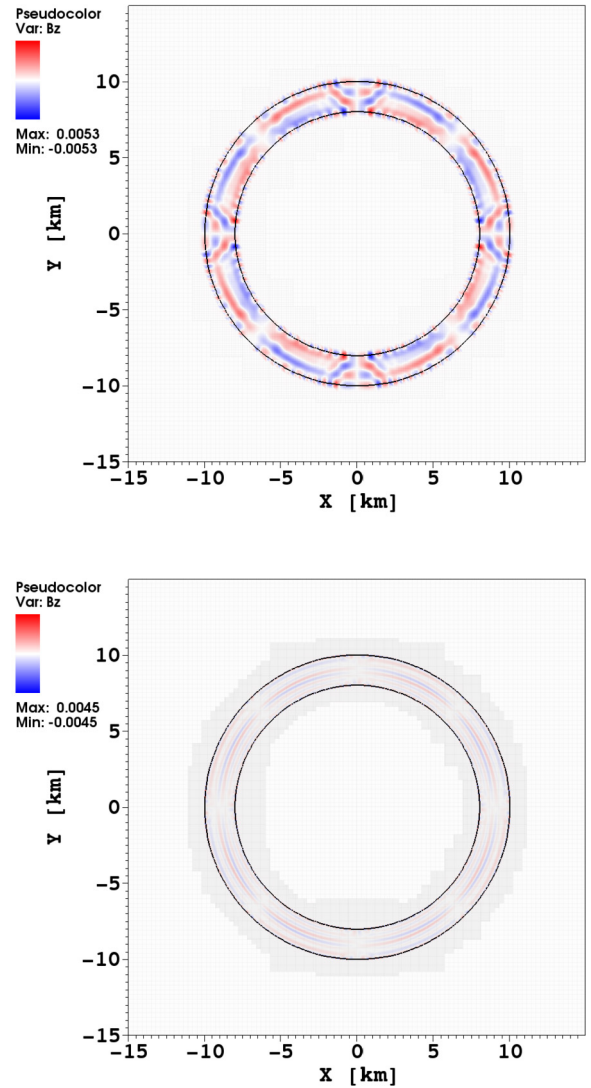 Pseudocolor
Var: Bz
Max: 0.0053
Min: -0.0053
10
5
0
−5
−10
−15
Y [km]
−15 −10 −5 0 5 10
X [km]
Pseudocolor
Var: Bz
Max: 0.0045
Min: -0.0045
10
5
0
−5
−10
−15
Y [km]
−15 −10 −5 0 5 10
X [km]